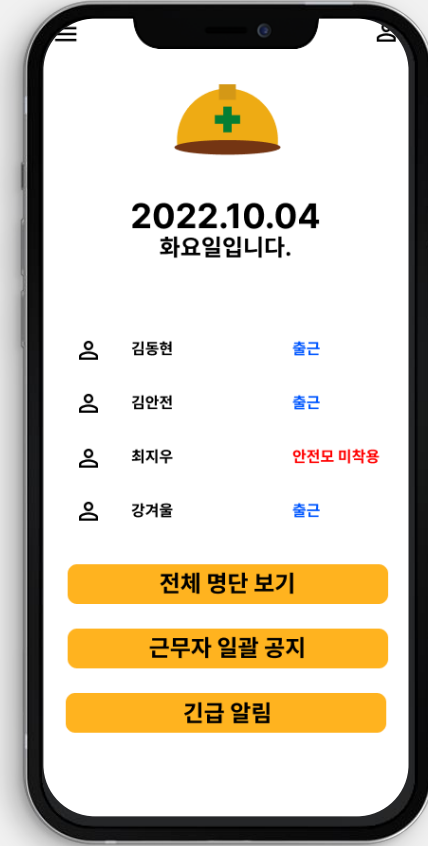 2022.10.04
화요일입니다.
김동현 출근
김안전 출근
최지우 안전모 미착용
강겨울 출근
전체 명단 보기
근무자 일괄 공지
긴급 알림